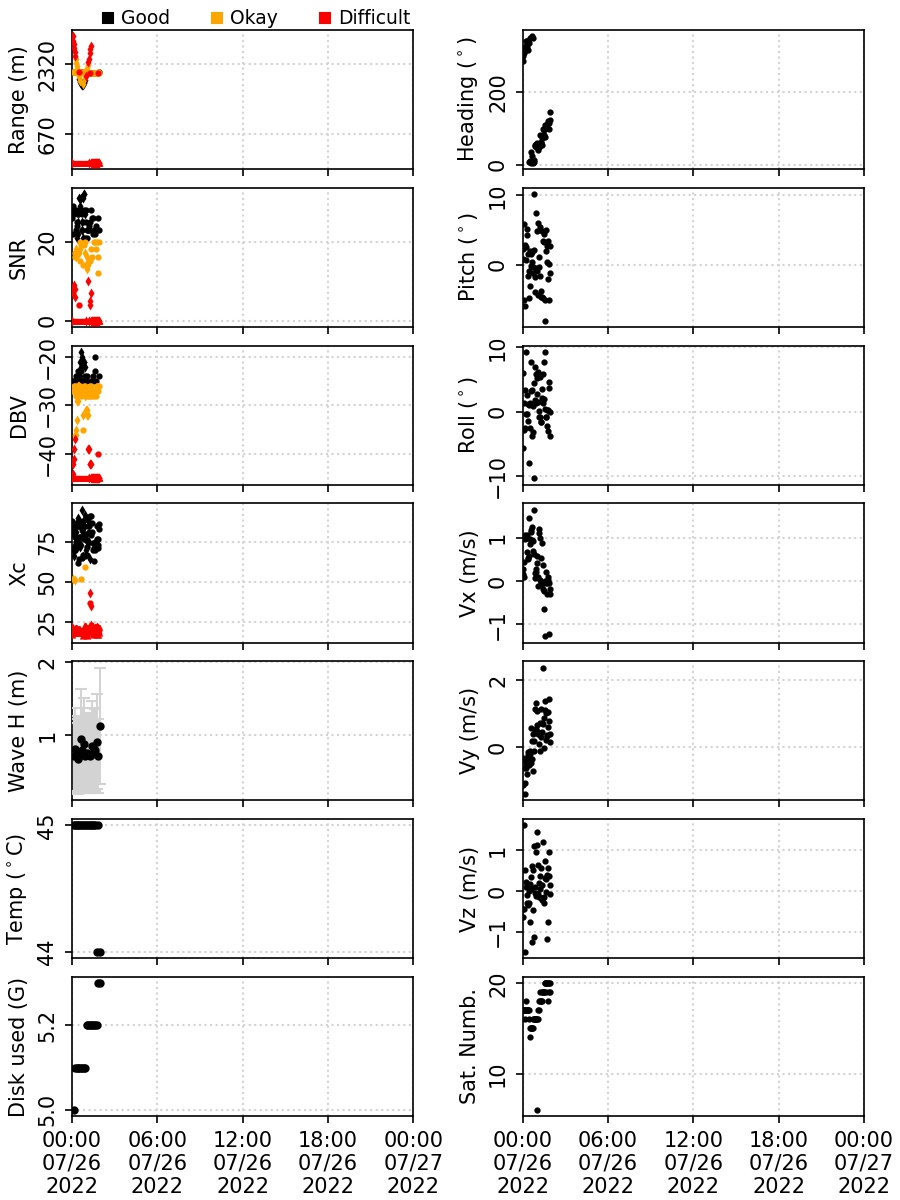 Good Okay Difficult
Range (m)
2320
670
SNR
20
0
DBV
−20
−30
−40
Xc
75
50
25
Wave H (m)
2
1
Temp (°C)
45
44
Disk used (G)
5.2
5.0
00:00 06:00 12:00 18:00 00:00
07/26 07/26 07/26 07/26 07/27
2022 2022 2022 2022 2022
Heading (°)
200
0
Pitch (°)
10
0
Roll (°)
10
0
−10
Vx (m/s)
1
0
−1
Vy (m/s)
2
0
Vz (m/s)
1
0
−1
Sat. Numb.
20
10
00:00 06:00 12:00 18:00 00:00
07/26 07/26 07/26 07/26 07/27
2022 2022 2022 2022 2022